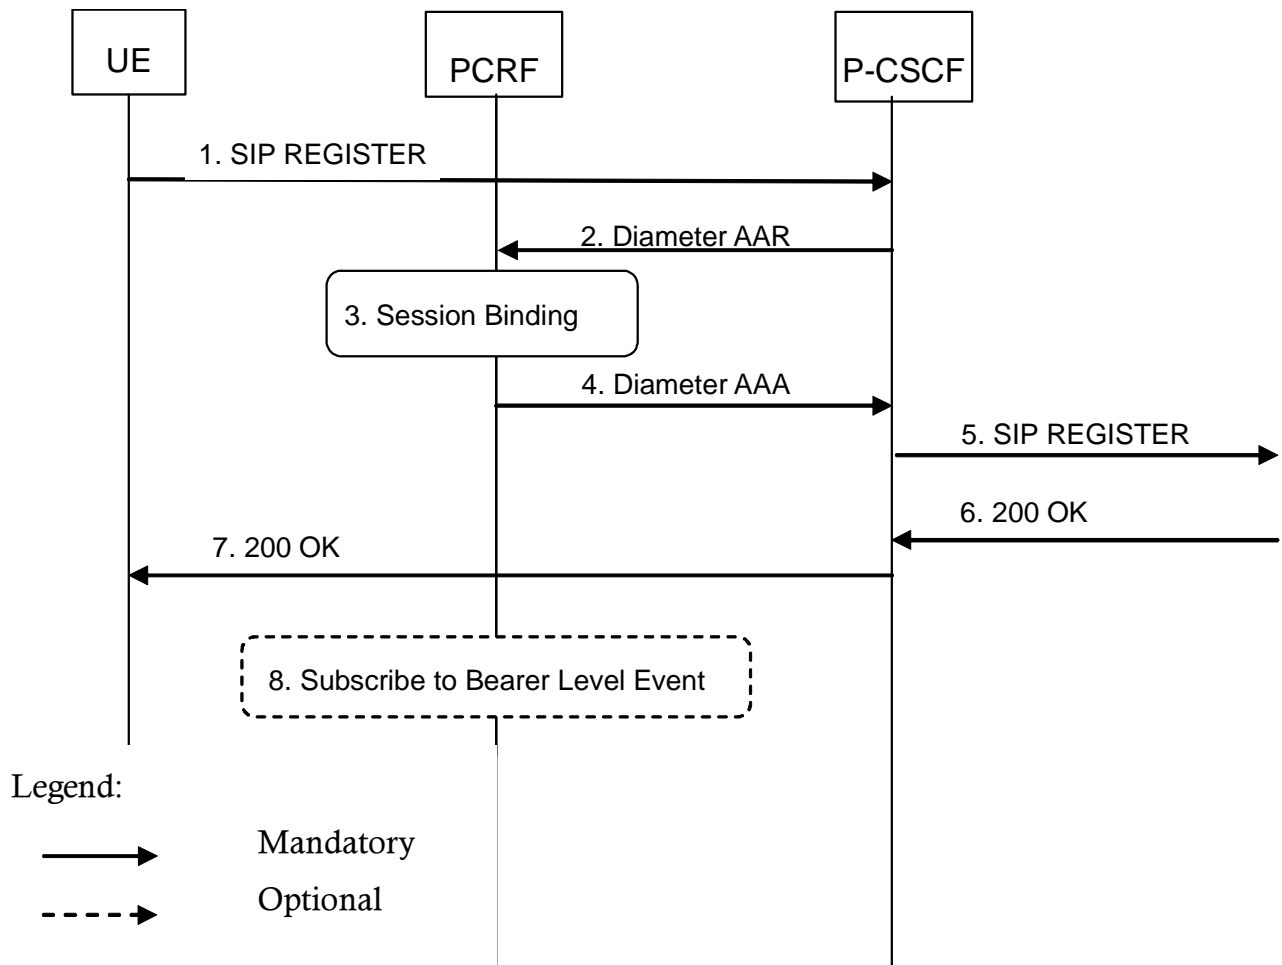 UE
PCRF
P-CSCF
1. SIP REGISTER
2. Diameter AAR
3. Session Binding
4. Diameter AAA
5. SIP REGISTER
6. 200 OK
7. 200 OK
8. Subscribe to Bearer Level Event
Legend:
Mandatory
Optional